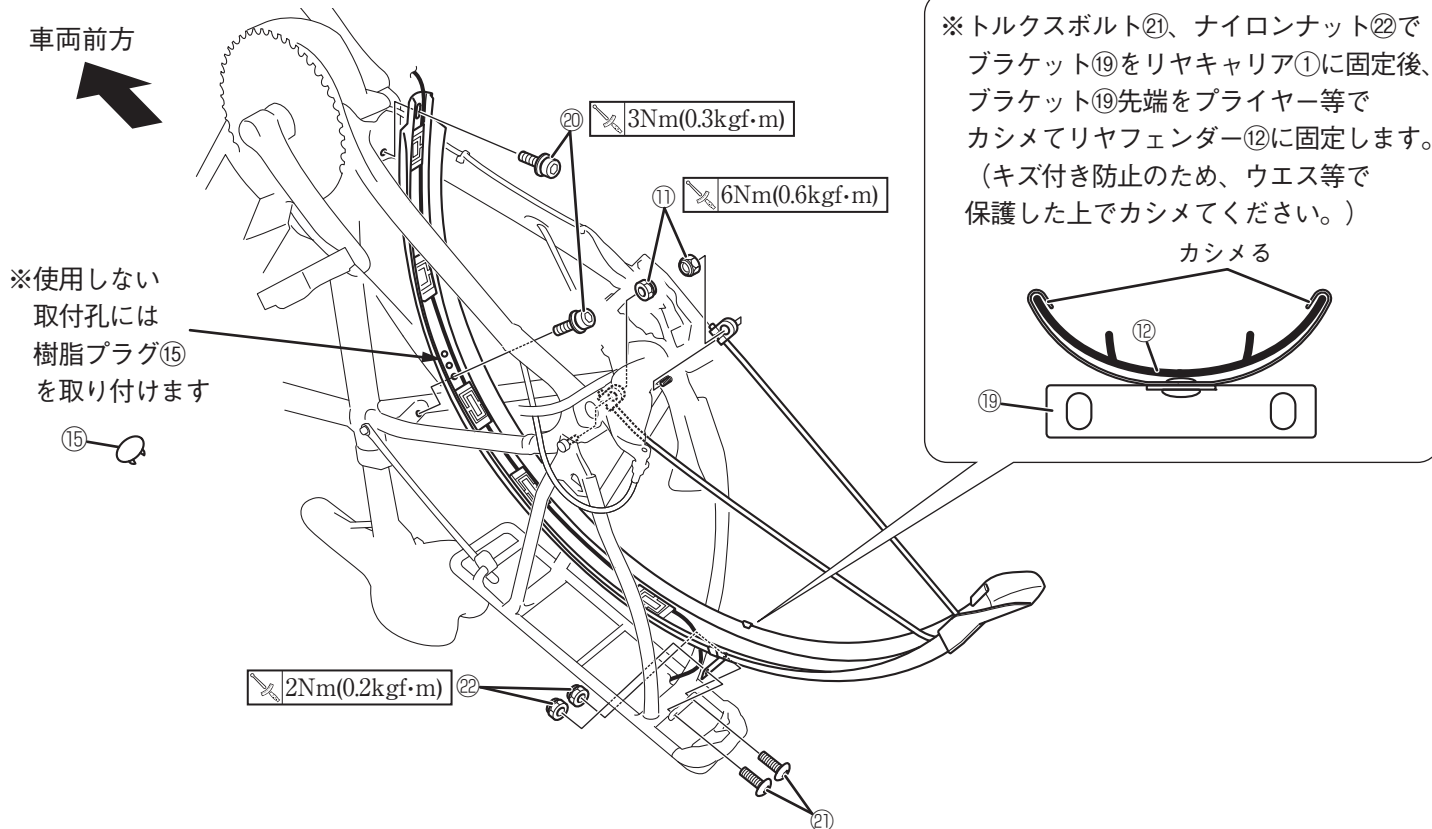 車両前方
⑳ 3Nm(0.3kgf·m)
⑪ 6Nm(0.6kgf·m)
※使用しない
取付孔には
樹脂プラグ⑮
を取り付けます
⑮
2Nm(0.2kgf·m) ㉒
㉑
※トルクスボルト㉑、ナイロンナット㉒で
ブラケット⑲をリヤキャリア①に固定後、
ブラケット⑲先端をプライヤー等で
カシメてリヤフェンダー⑫に固定します。
（キズ付き防止のため、ウエス等で
保護した上でカシメてください。）
カシメる
⑫
⑲